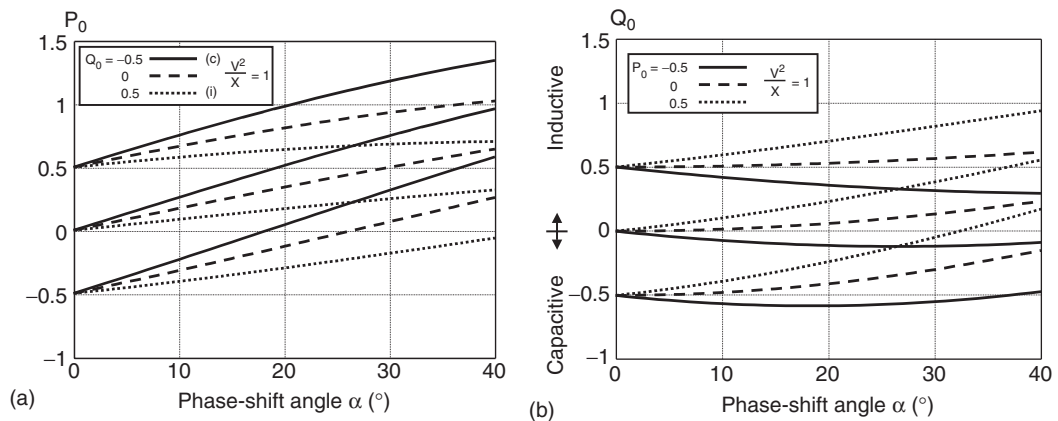 P0
1.5
1
0.5
0
−0.5
−1
Q0 = −0.5 (c)
0
0.5 (i)
V²/X = 1
0 10 20 30 40
Phase-shift angle α (°)
(a)
Q0
1.5
1
0.5
0
−0.5
−1
Inductive
Capacitive
P0 = −0.5
0
0.5
V²/X = 1
0 10 20 30 40
Phase-shift angle α (°)
(b)